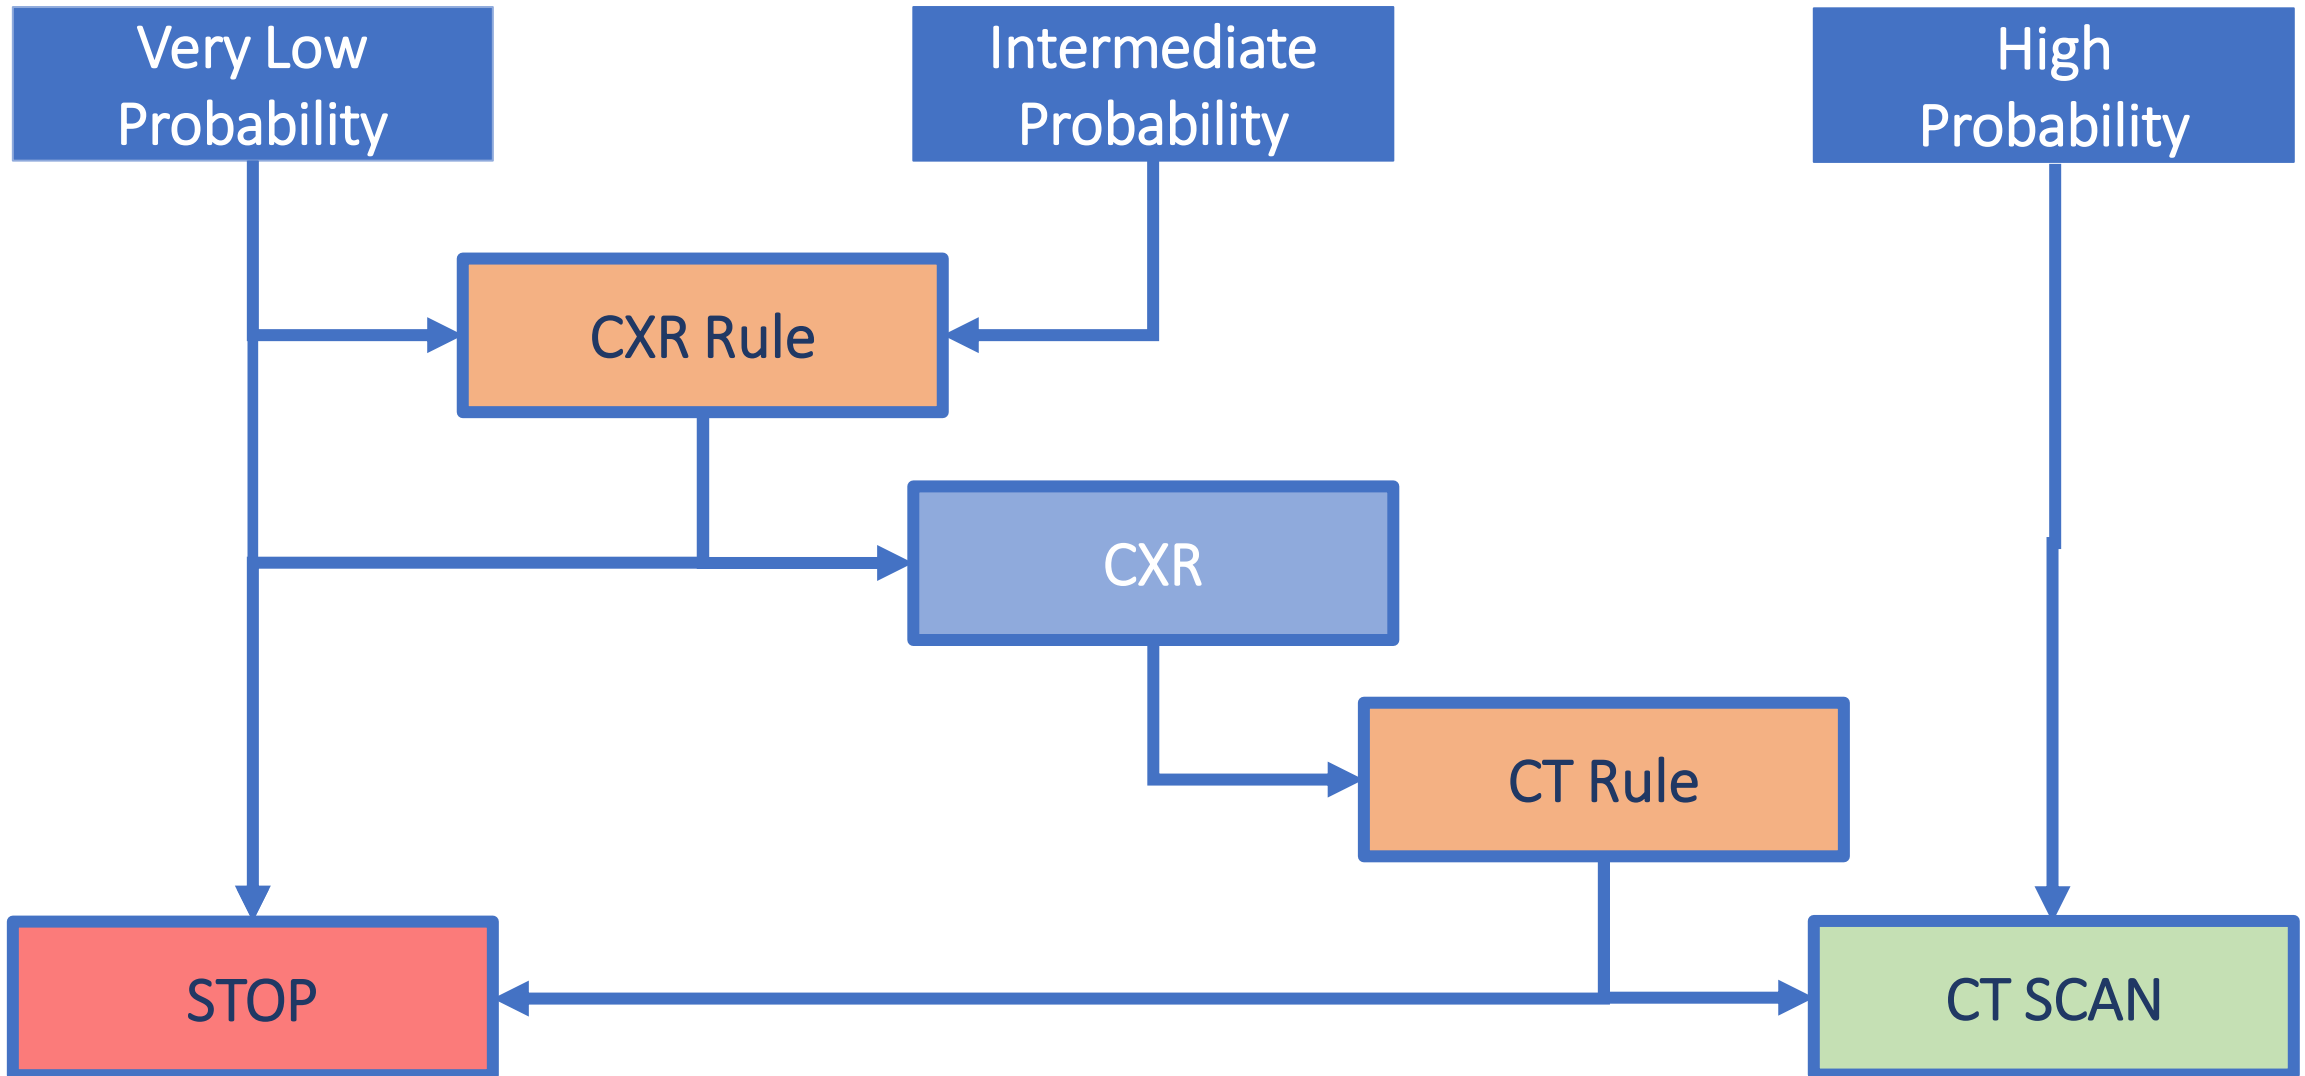 Very Low
Probability
Intermediate
Probability
High
Probability
CXR Rule
CXR
CT Rule
STOP
CT SCAN